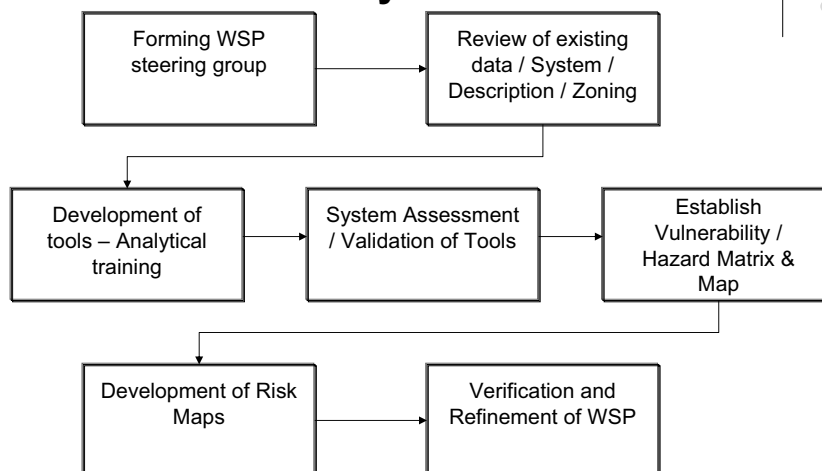 Forming WSP
steering group
Review of existing
data / System /
Description / Zoning
Development of
tools – Analytical
training
System Assessment
/ Validation of Tools
Establish
Vulnerability /
Hazard Matrix &
Map
Development of Risk
Maps
Verification and
Refinement of WSP